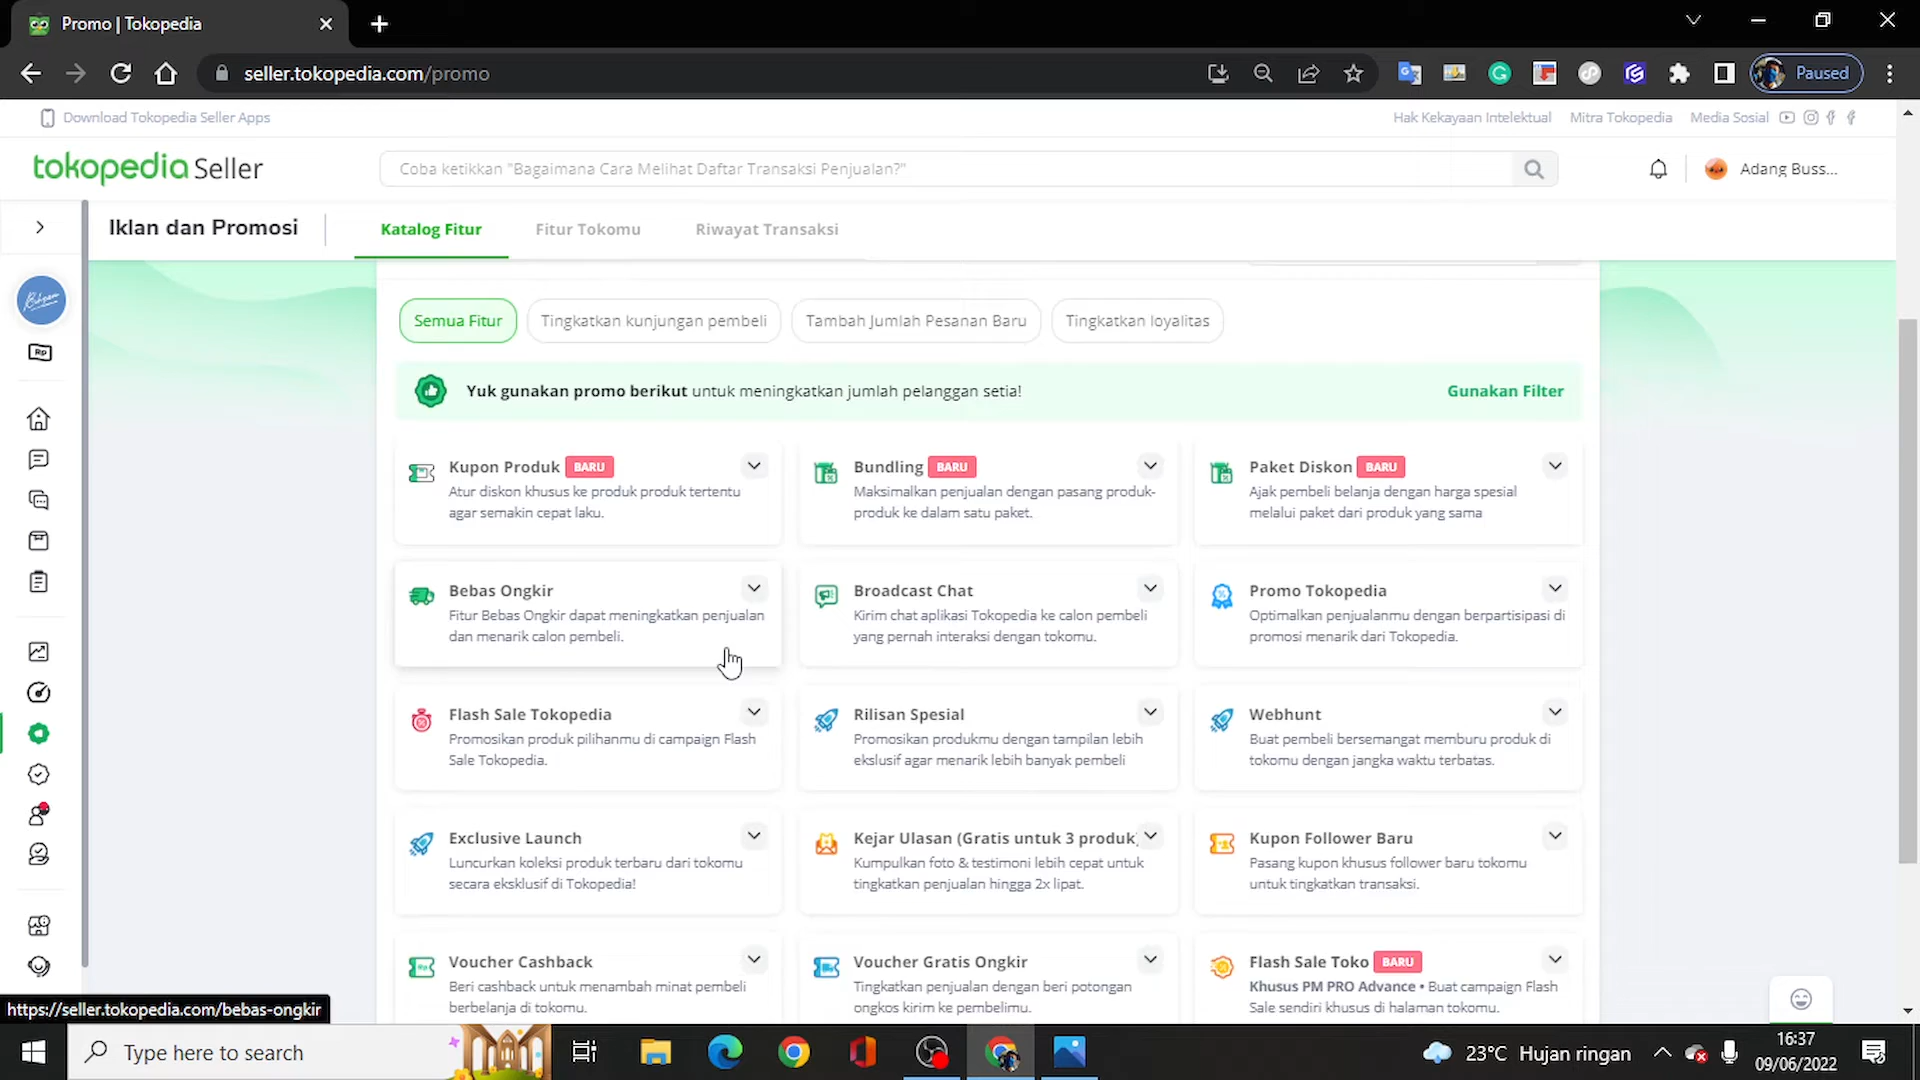 Promo | Tokopedia
seller.tokopedia.com/promo
Paused
Download Tokopedia Seller Apps
Hak Kekayaan Intelektual
Mitra Tokopedia
Media Sosial
tokopedia Seller
Coba ketikkan "Bagaimana Cara Melihat Daftar Transaksi Penjualan?"
Adang Buss...
Iklan dan Promosi
Katalog Fitur
Fitur Tokomu
Riwayat Transaksi
Semua Fitur
Tingkatkan kunjungan pembeli
Tambah Jumlah Pesanan Baru
Tingkatkan loyalitas
Rp
Yuk gunakan promo berikut untuk meningkatkan jumlah pelanggan setia!
Gunakan Filter
Kupon Produk BARU
Atur diskon khusus ke produk produk tertentu
agar semakin cepat laku.
Bundling BARU
Maksimalkan penjualan dengan pasang produk-
produk ke dalam satu paket.
Paket Diskon BARU
Ajak pembeli belanja dengan harga spesial
melalui paket dari produk yang sama
Bebas Ongkir
Fitur Bebas Ongkir dapat meningkatkan penjualan
dan menarik calon pembeli.
Broadcast Chat
Kirim chat aplikasi Tokopedia ke calon pembeli
yang pernah interaksi dengan tokomu.
Promo Tokopedia
Optimalkan penjualanmu dengan berpartisipasi di
promosi menarik dari Tokopedia.
Flash Sale Tokopedia
Promosikan produk pilihanmu di campaign Flash
Sale Tokopedia.
Rilisan Spesial
Promosikan produkmu dengan tampilan lebih
ekslusif agar menarik lebih banyak pembeli
Webhunt
Buat pembeli bersemangat memburu produk di
tokomu dengan jangka waktu terbatas.
Exclusive Launch
Luncurkan koleksi produk terbaru dari tokomu
secara eksklusif di Tokopedia!
Kejar Ulasan (Gratis untuk 3 produk)
Kumpulkan foto & testimoni lebih cepat untuk
tingkatkan penjualan hingga 2x lipat.
Kupon Follower Baru
Pasang kupon khusus follower baru tokomu
untuk tingkatkan transaksi.
Voucher Cashback
Beri cashback untuk menambah minat pembeli
berbelanja di tokomu.
Voucher Gratis Ongkir
Tingkatkan penjualan dengan beri potongan
ongkos kirim ke pembelimu.
Flash Sale Toko BARU
Khusus PM PRO Advance • Buat campaign Flash
Sale sendiri khusus di halaman tokomu.
https://seller.tokopedia.com/bebas-ongkir
Type here to search
23°C Hujan ringan
16:37
09/06/2022